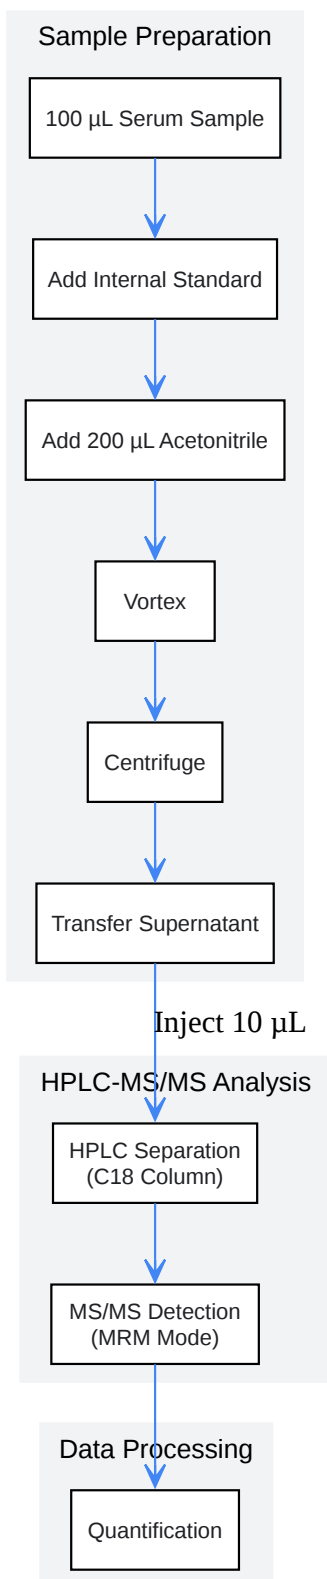 Sample Preparation
100 µL Serum Sample
Add Internal Standard
Add 200 µL Acetonitrile
Vortex
Centrifuge
Transfer Supernatant
Inject 10 µL
HPLC-MS/MS Analysis
HPLC Separation
(C18 Column)
MS/MS Detection
(MRM Mode)
Data Processing
Quantification